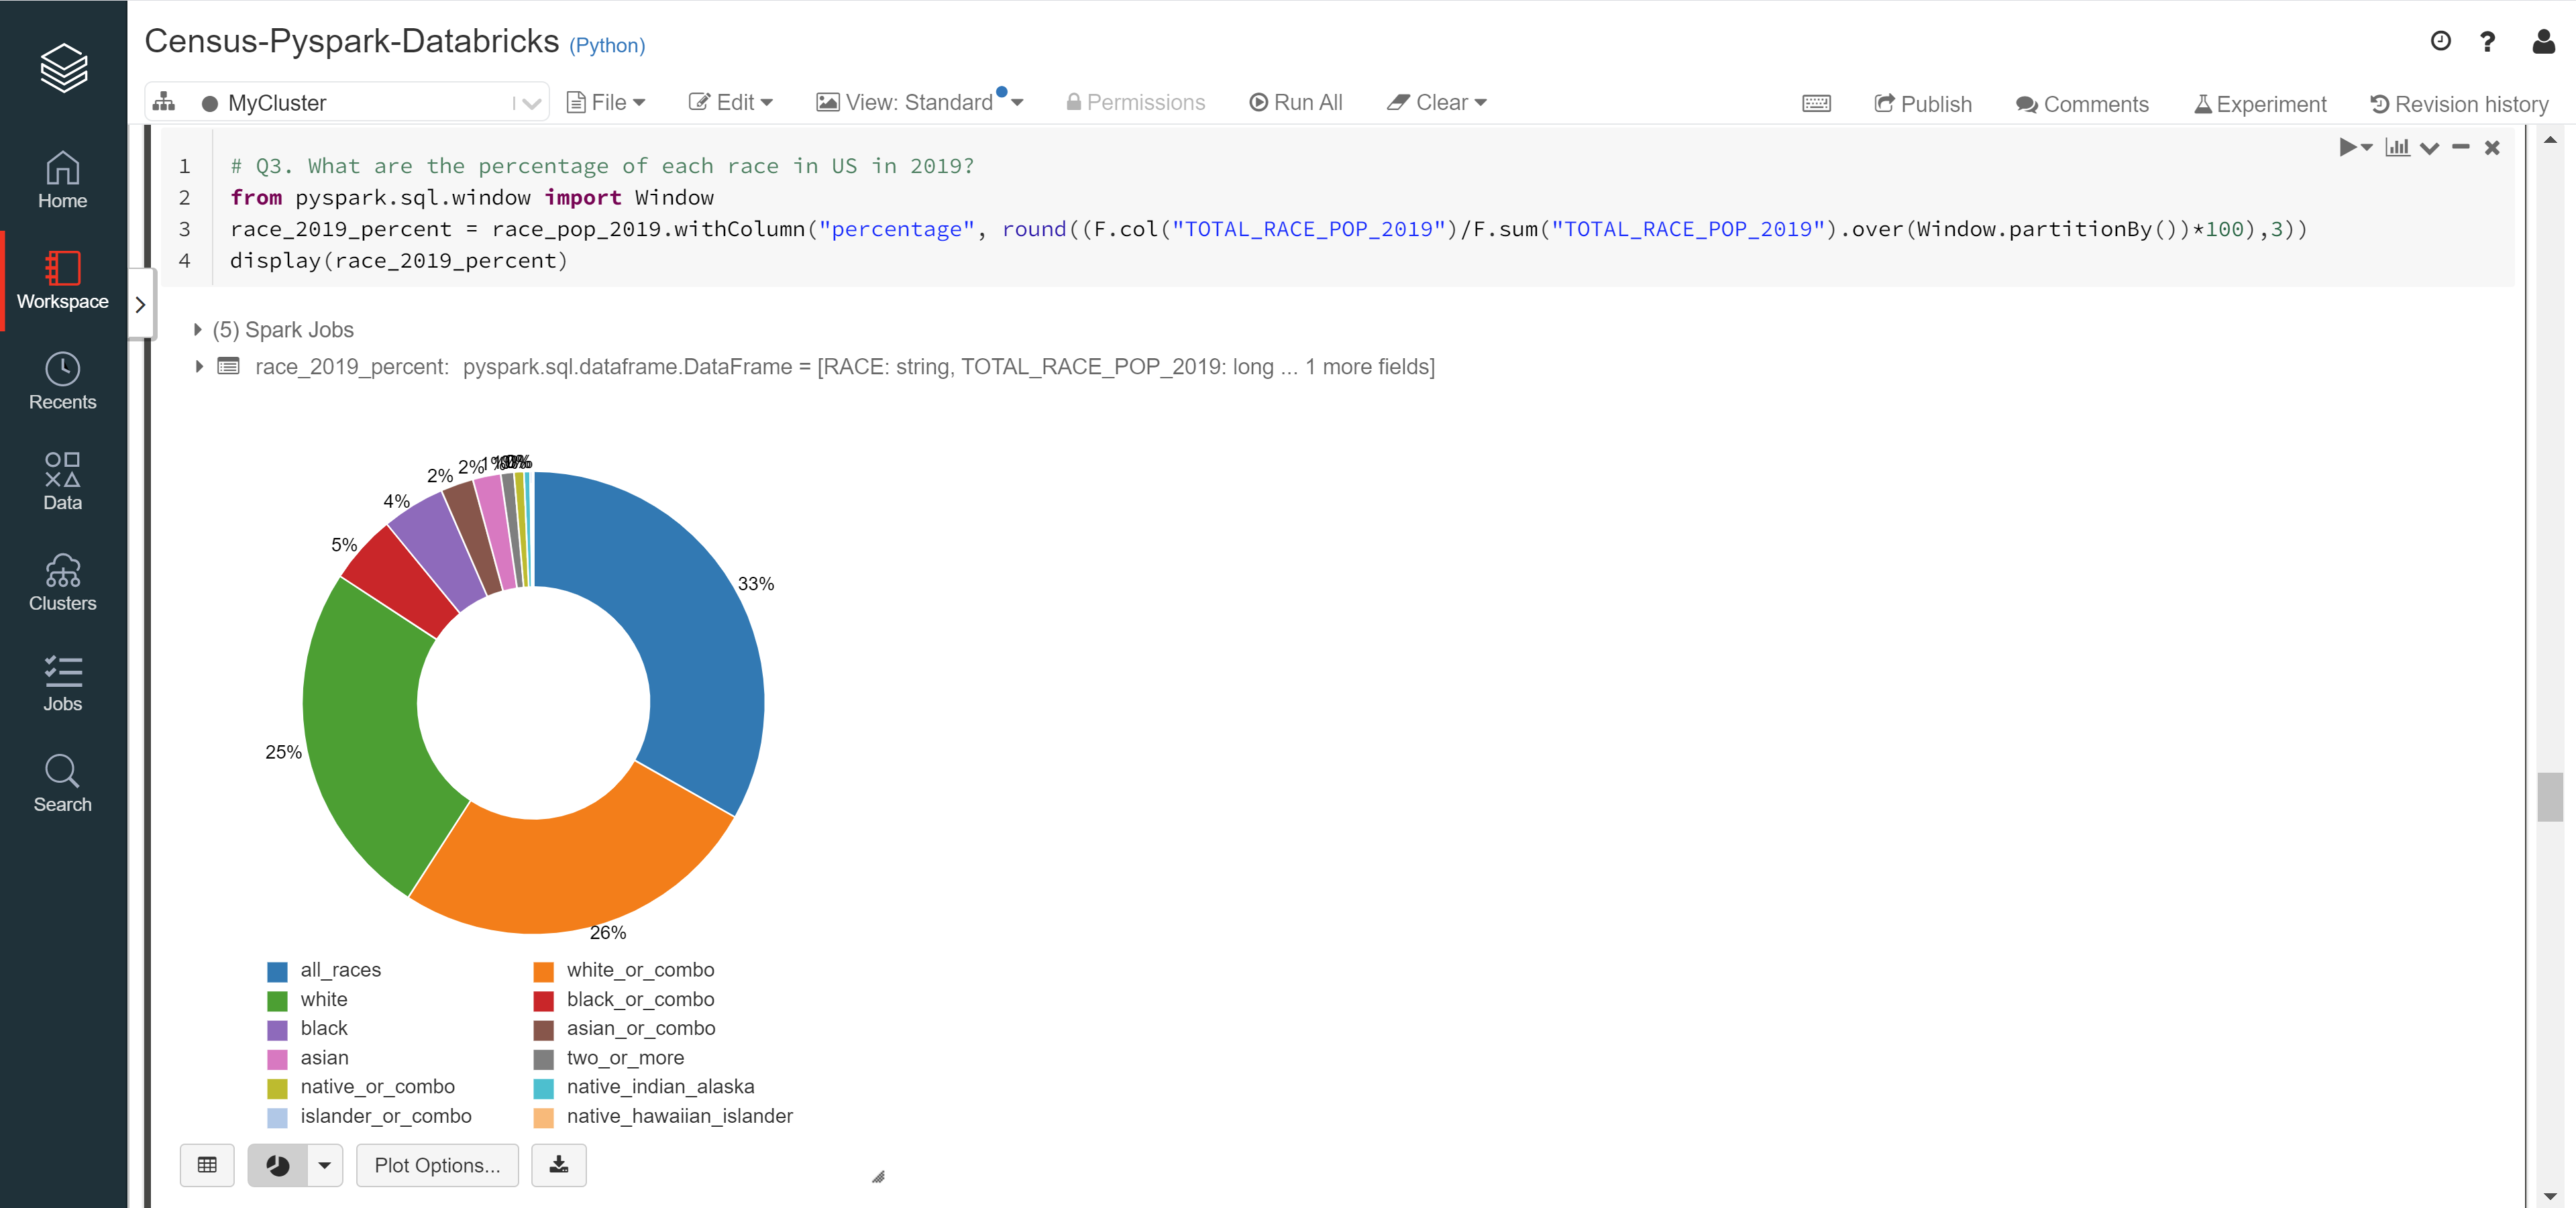 Census-Pyspark-Databricks (Python)
MyCluster File Edit View: Standard Permissions Run All Clear Publish Comments Experiment Revision history
Home
Workspace
Recents
Data
Clusters
Jobs
Search
1 # Q3. What are the percentage of each race in US in 2019?
2 from pyspark.sql.window import Window
3 race_2019_percent = race_pop_2019.withColumn("percentage", round((F.col("TOTAL_RACE_POP_2019")/F.sum("TOTAL_RACE_POP_2019").over(Window.partitionBy())*100),3))
4 display(race_2019_percent)
(5) Spark Jobs
race_2019_percent: pyspark.sql.dataframe.DataFrame = [RACE: string, TOTAL_RACE_POP_2019: long ... 1 more fields]
2% 2% 1%
4%
5%
33%
25%
26%
all_races white_or_combo
white black_or_combo
black asian_or_combo
asian two_or_more
native_or_combo native_indian_alaska
islander_or_combo native_hawaiian_islander
Plot Options...